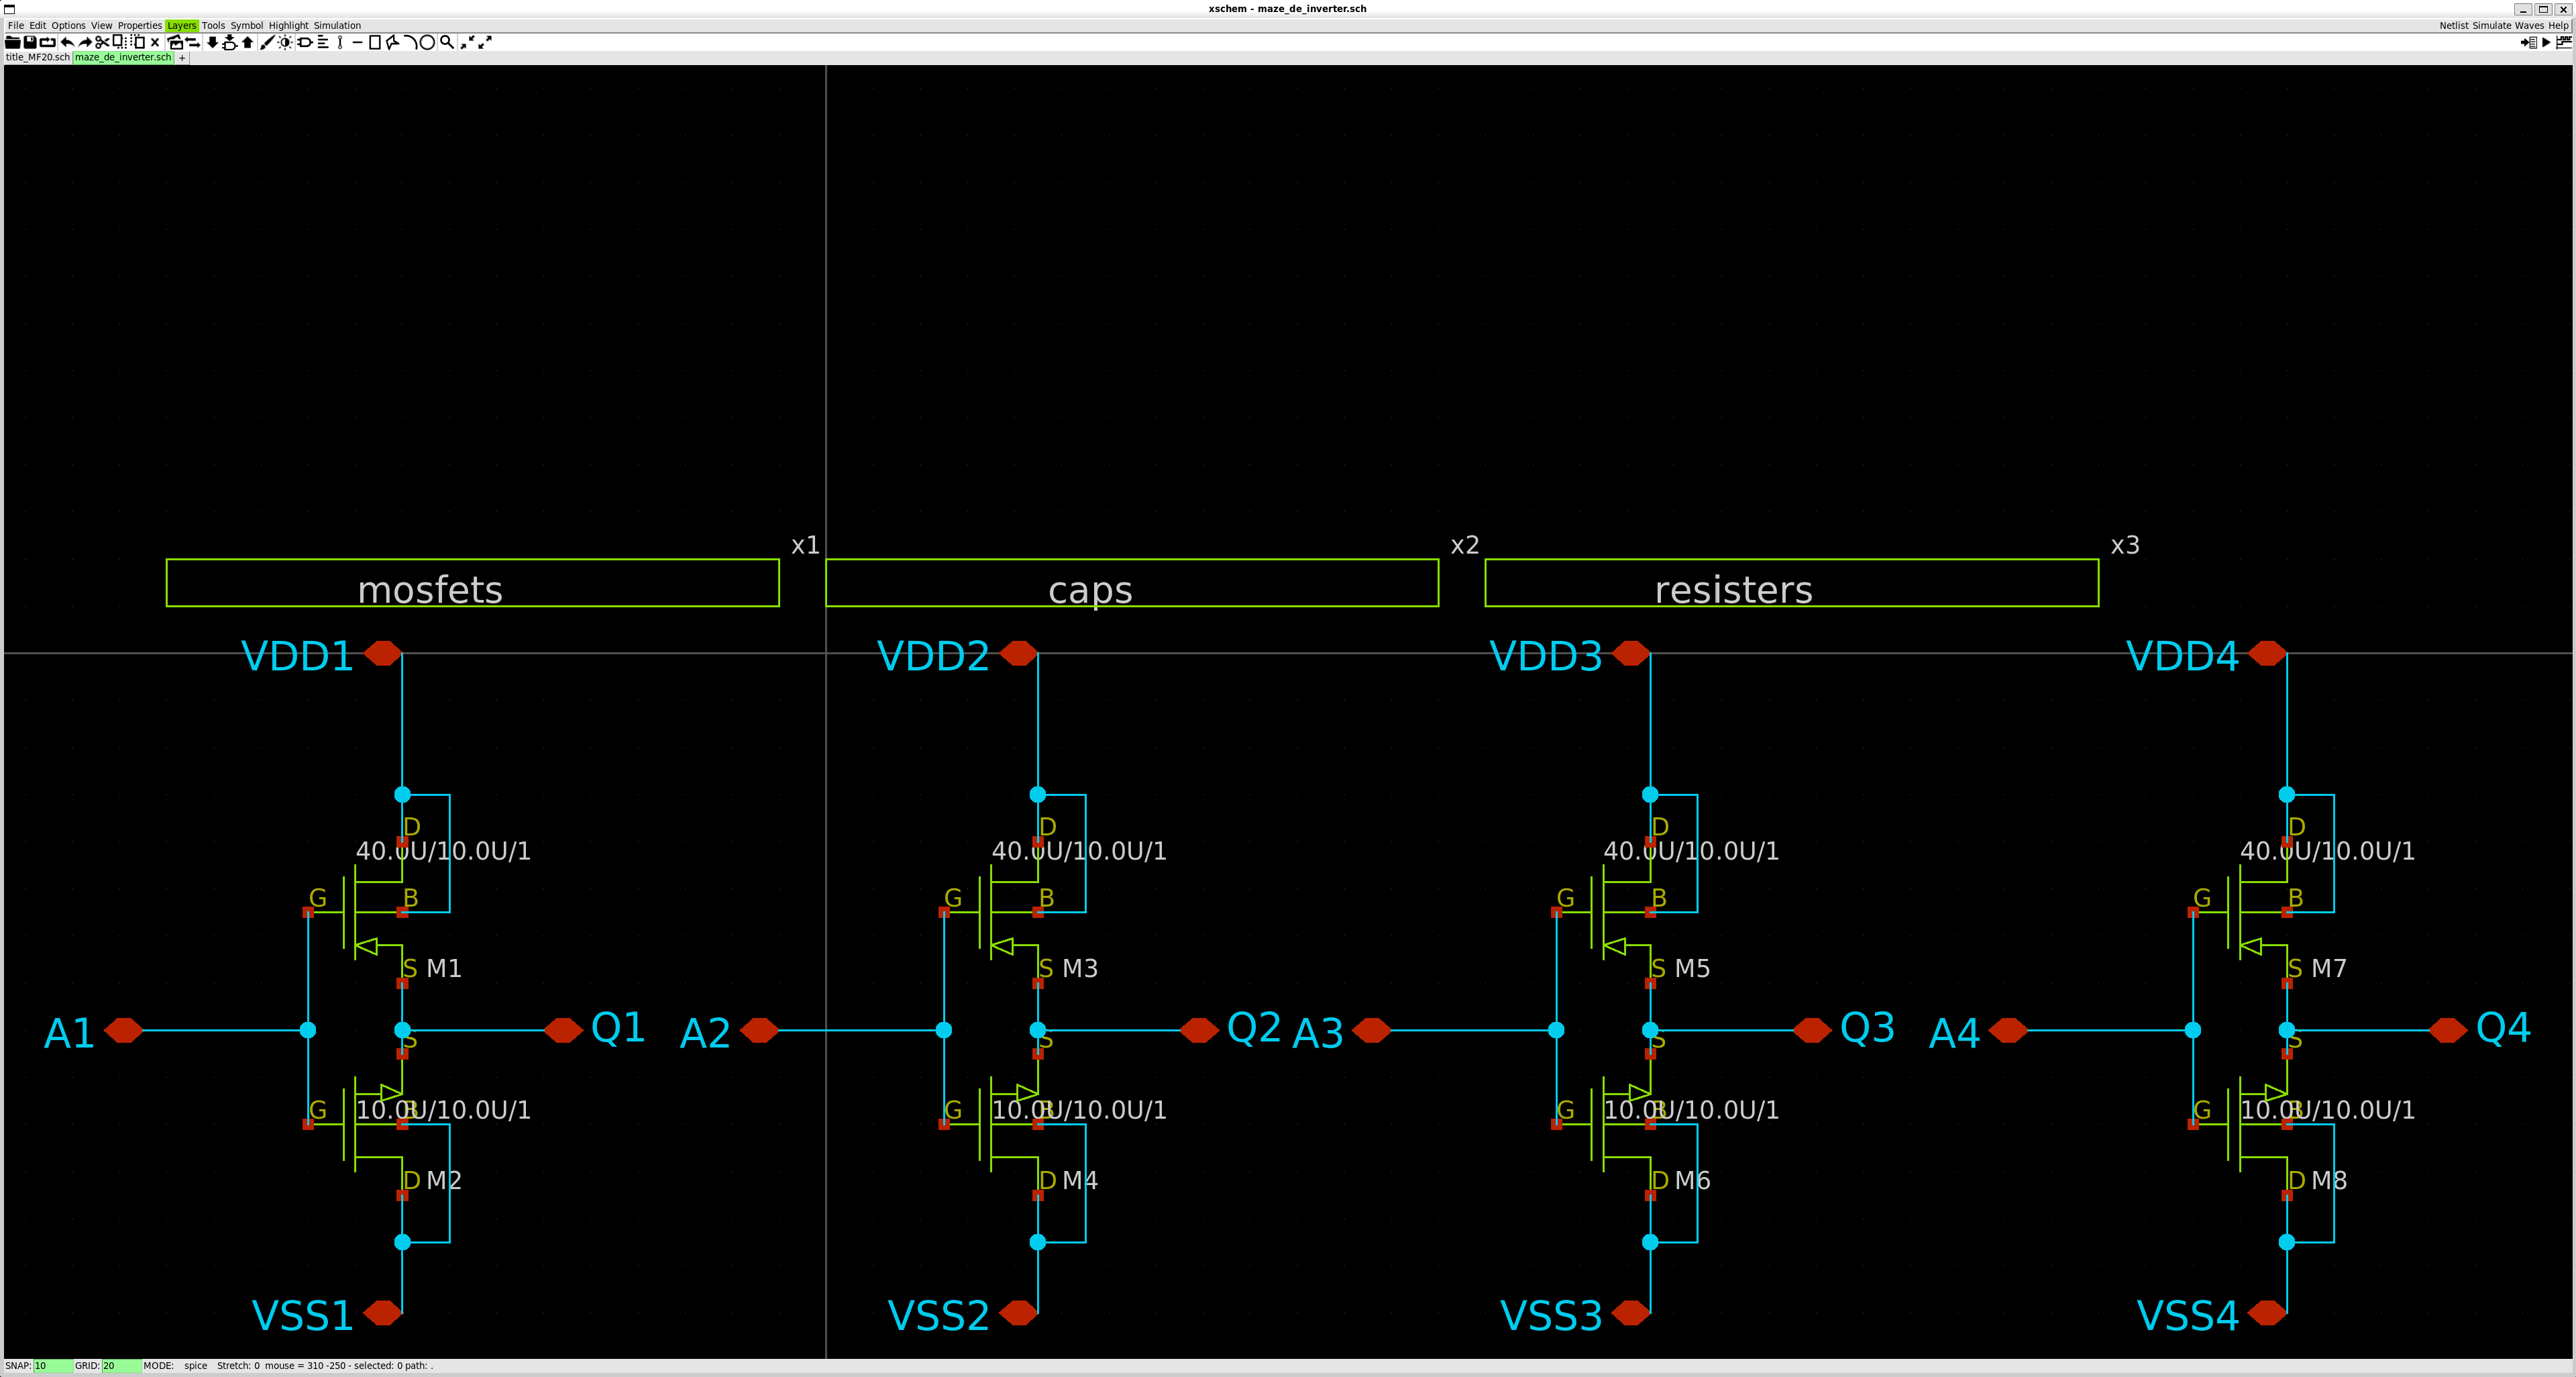 xschem - maze_de_inverter.sch
File Edit Options View Properties Layers Tools Symbol Highlight Simulation Netlist Simulate Waves Help
title_MF20.sch maze_de_inverter.sch +
x1 x2 x3
mosfets caps resisters
VDD1 VDD2 VDD3 VDD4
D D D D
40.0U/10.0U/1 40.0U/10.0U/1 40.0U/10.0U/1 40.0U/10.0U/1
G B G B G B G B
S M1 S M3 S M5 S M7
A1 Q1 A2 Q2 A3 Q3 A4 Q4
S S S S
G 10.0U/10.0U/1 B G 10.0U/10.0U/1 B G 10.0U/10.0U/1 B G 10.0U/10.0U/1 B
D M2 D M4 D M6 D M8
VSS1 VSS2 VSS3 VSS4
SNAP: 10 GRID: 20 MODE: spice Stretch: 0 mouse = 310 -250 - selected: 0 path: .